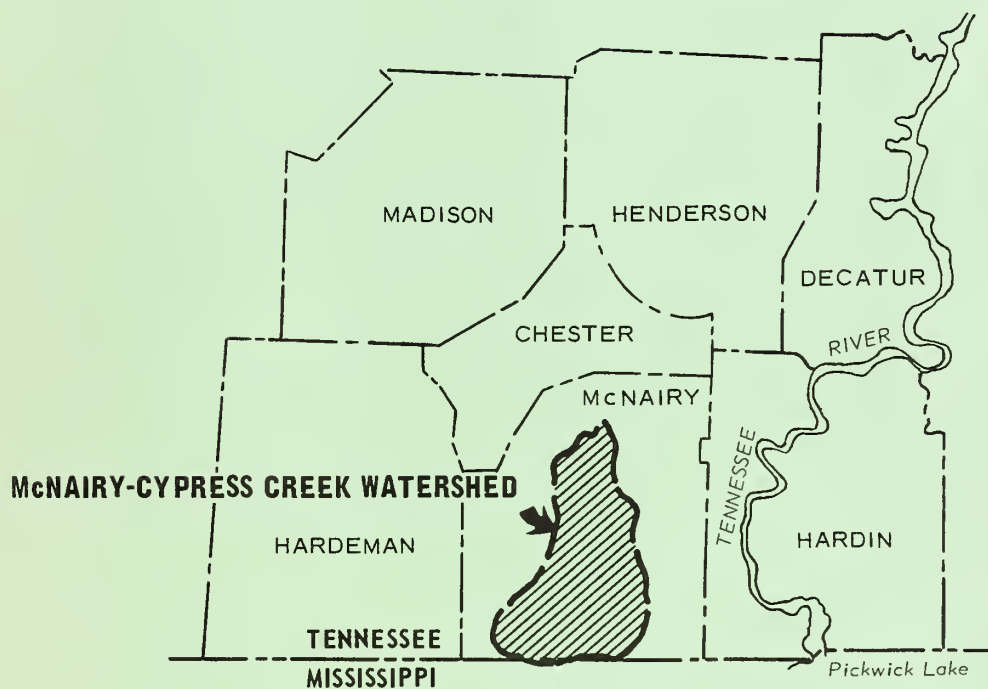 MADISON
HENDERSON
DECATUR
CHESTER
RIVER
McNAIRY
TENNESSEE
McNAIRY-CYPRESS CREEK WATERSHED
HARDEMAN
HARDIN
TENNESSEE
MISSISSIPPI
Pickwick Lake